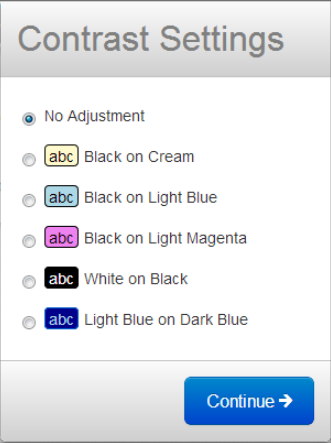 Contrast Settings
No Adjustment
abc Black on Cream
abc Black on Light Blue
abc Black on Light Magenta
abc White on Black
abc Light Blue on Dark Blue
Continue →